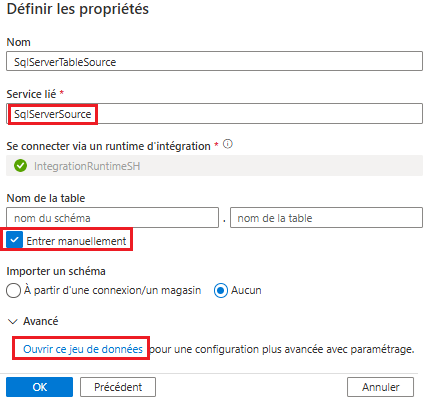 Définir les propriétés
Nom
SqlServerTableSource
Service lié *
SqlServerSource
Se connecter via un runtime d'intégration *
IntegrationRuntimeSH
Nom de la table
nom du schéma . nom de la table
Entrer manuellement
Importer un schéma
À partir d'une connexion/un magasin Aucun
Avancé
Ouvrir ce jeu de données pour une configuration plus avancée avec paramétrage.
OK Précédent Annuler